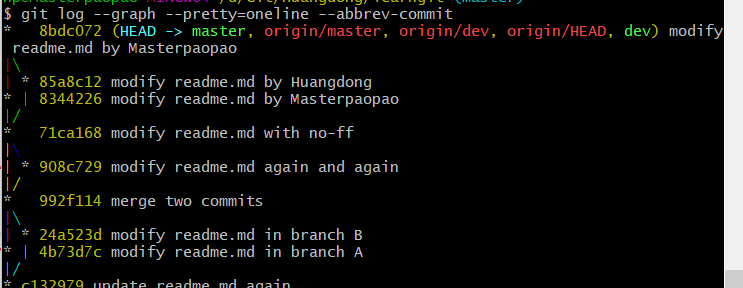 $ git log --graph --pretty=oneline --abbrev-commit
*   8bdc072 (HEAD -> master, origin/master, origin/dev, origin/HEAD, dev) modify
readme.md by Masterpaopao
|\
| * 85a8c12 modify readme.md by Huangdong
* | 8344226 modify readme.md by Masterpaopao
|/
*   71ca168 modify readme.md with no-ff
|\
| * 908c729 modify readme.md again and again
|/
*   992f114 merge two commits
|\
| * 24a523d modify readme.md in branch B
* | 4b73d7c modify readme.md in branch A
|/
* c132979 update readme.md again